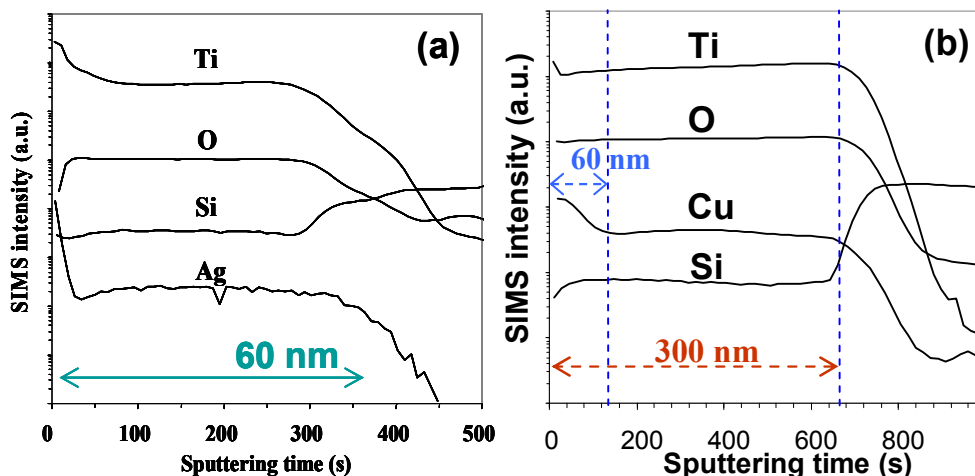 (a)
Ti
O
Si
Ag
60 nm
SIMS intensity (a.u.)
0 100 200 300 400 500
Sputtering time (s)
(b)
Ti
O
60 nm
Cu
Si
300 nm
SIMS intensity (a.u.)
0 200 400 600 800
Sputtering time (s)